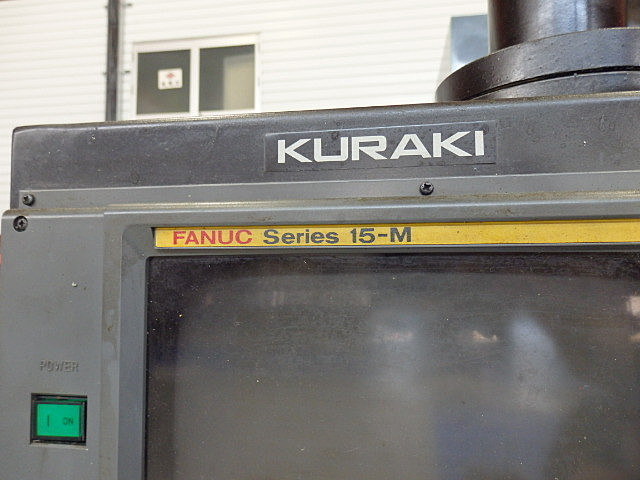 KURAKI
FANUC Series 15-M
POWER
I ON